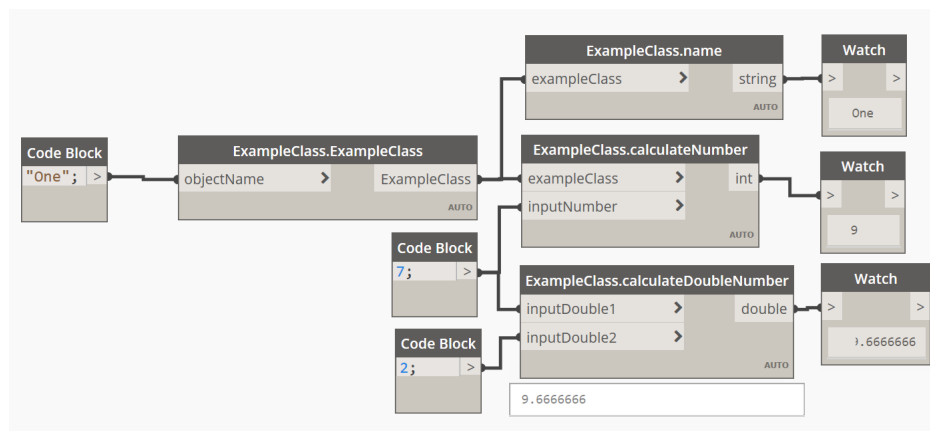 ExampleClass.name
exampleClass > string
AUTO
Watch
> >
One
Code Block
"One"; >
ExampleClass.ExampleClass
objectName > ExampleClass
AUTO
ExampleClass.calculateNumber
exampleClass > int
inputNumber >
AUTO
Watch
> >
9
Code Block
7; >
ExampleClass.calculateDoubleNumber
inputDouble1 > double
inputDouble2 >
AUTO
Watch
> >
.6666666
Code Block
2; >
9.6666666